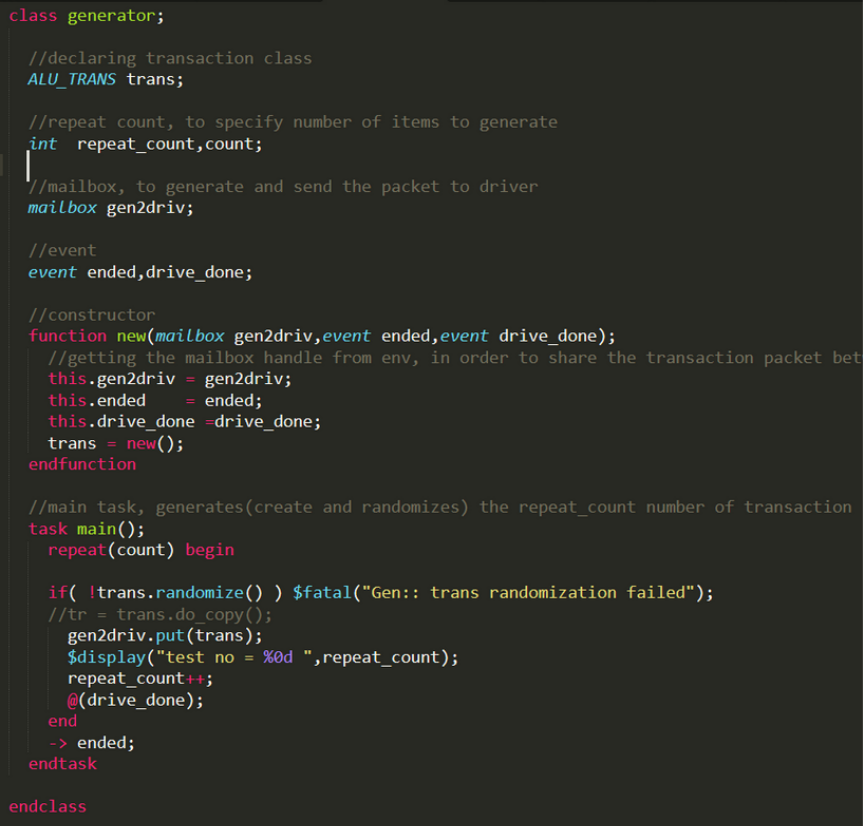 class generator;
//declaring transaction class
ALU_TRANS trans;
//repeat count, to specify number of items to generate
int  repeat_count,count;
//mailbox, to generate and send the packet to driver
mailbox gen2driv;
//event
event ended,drive_done;
//constructor
function new(mailbox gen2driv,event ended,event drive_done);
//getting the mailbox handle from env, in order to share the transaction packet bet
this.gen2driv = gen2driv;
this.ended    = ended;
this.drive_done =drive_done;
trans = new();
endfunction
//main task, generates(create and randomizes) the repeat_count number of transaction
task main();
repeat(count) begin
if( !trans.randomize() ) $fatal("Gen:: trans randomization failed");
//tr = trans.do_copy();
gen2driv.put(trans);
$display("test no = %0d ",repeat_count);
repeat_count++;
@(drive_done);
end
-> ended;
endtask
endclass